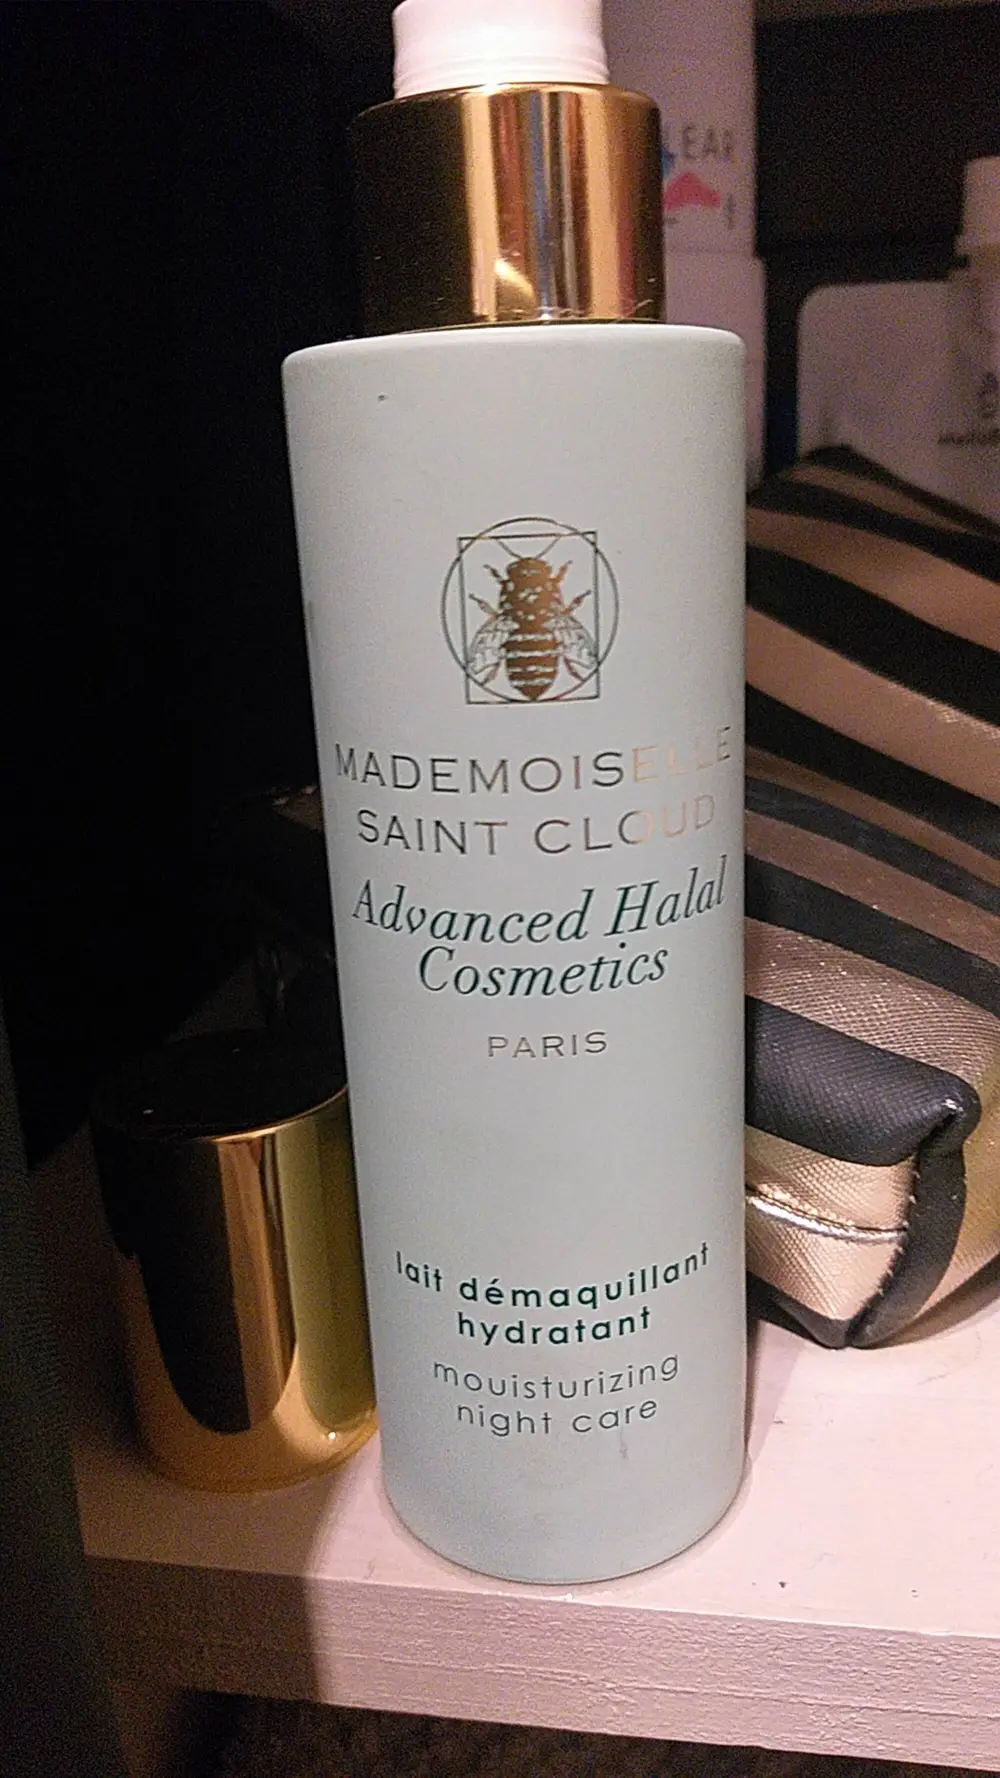 MADEMOISELLE
SAINT CLOUD
Advanced Halal
Cosmetics
PARIS
lait démaquillant
hydratant
mouisturizing
night care